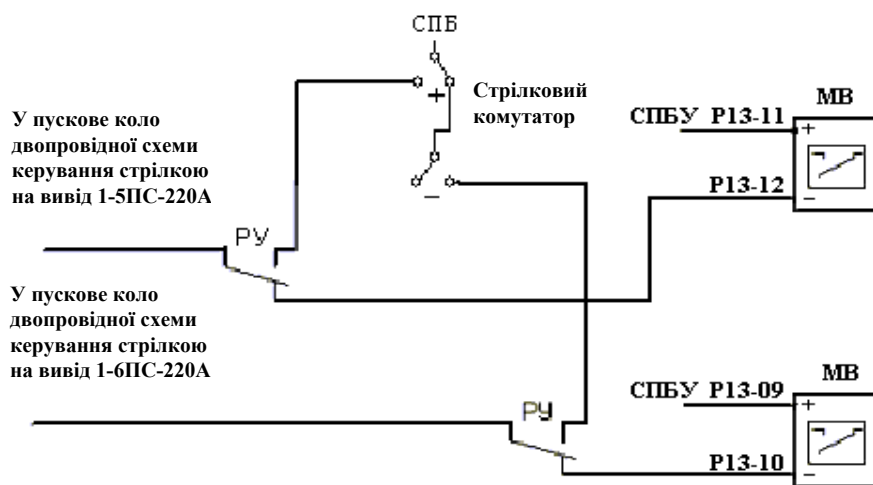 СПБ
+
Стрілковий
комутатор
–
У пускове коло
двопровідної схеми
керування стрілкою
на вивід 1-5ПС-220А
РУ
У пускове коло
двопровідної схеми
керування стрілкою
на вивід 1-6ПС-220А
РУ
МВ
СПБУ Р13-11
+
Р13-12
–
МВ
СПБУ Р13-09
+
Р13-10
–